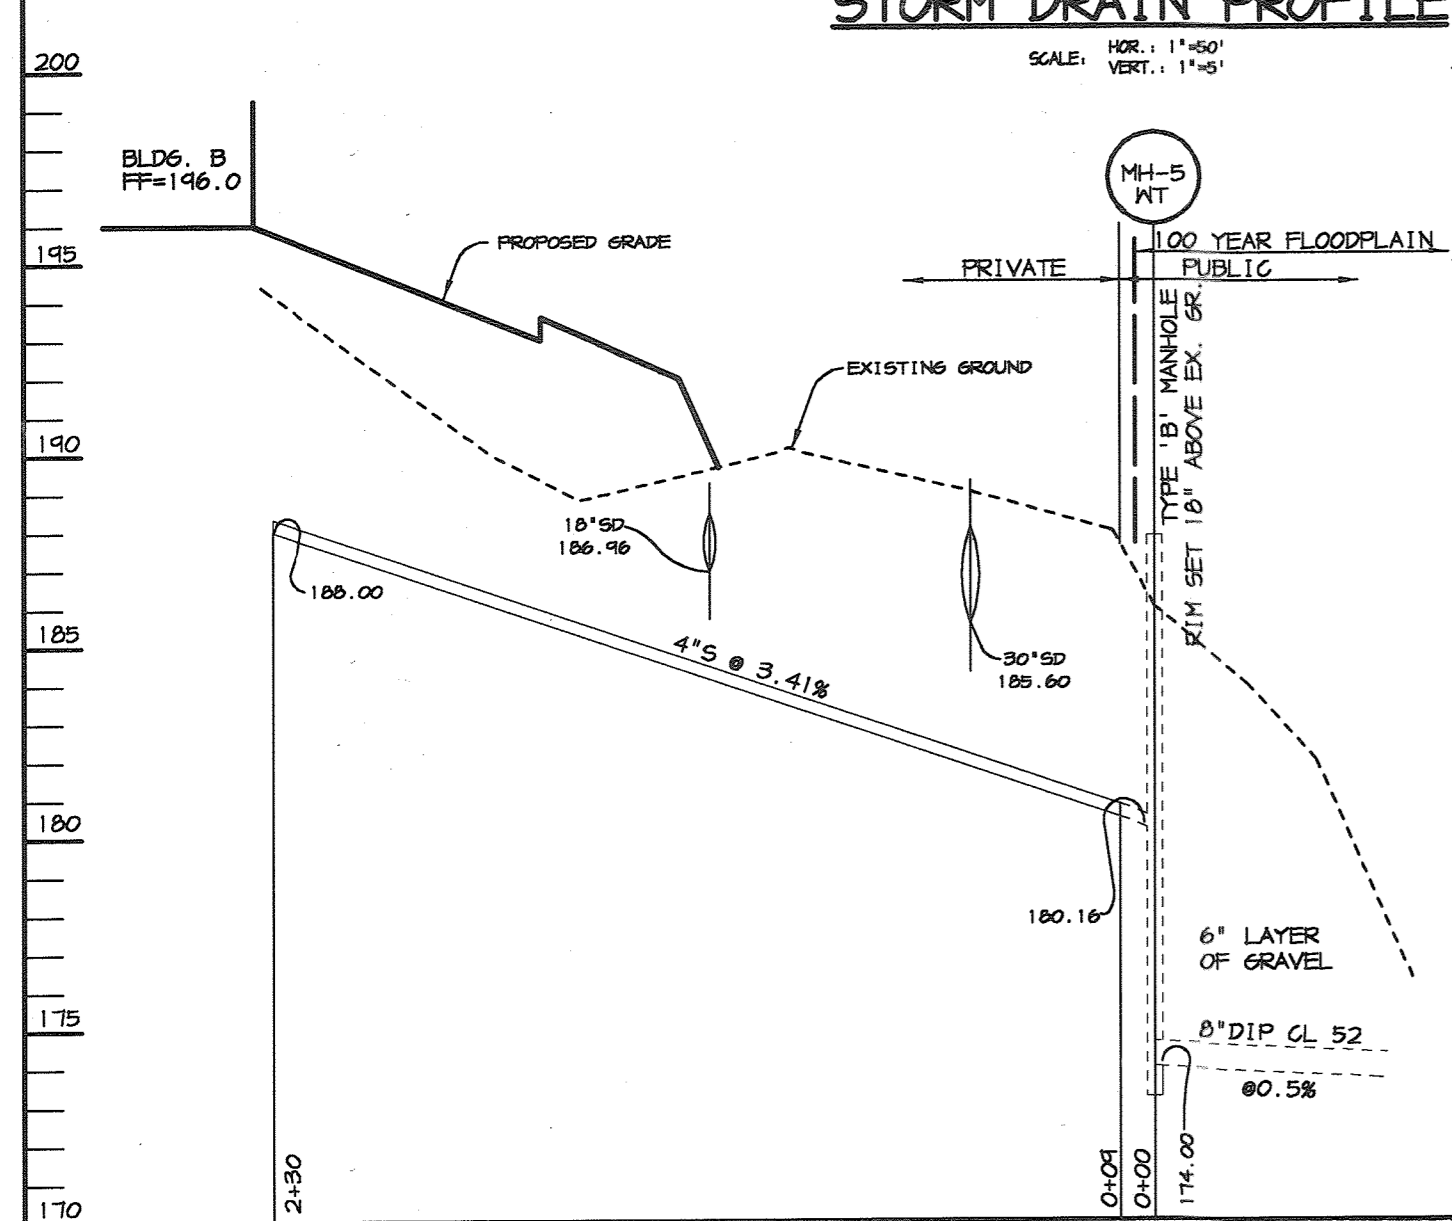 STORM DRAIN PROFILE
SCALE: HOR.: 1"=50'
VERT.: 1"=5'
200
BLDG. B
FF=196.0
MH-5
WT
PROPOSED GRADE
100 YEAR FLOODPLAIN
195
PRIVATE
PUBLIC
TYPE 'B' MANHOLE
RIM SET 18" ABOVE EX. GR.
EXISTING GROUND
190
18"SD
186.96
188.00
185
4"S @ 3.41%
30"SD
185.60
180
180.16
6" LAYER
OF GRAVEL
175
8"DIP CL 52
@0.5%
2+30
0+09
0+00
174.00
170